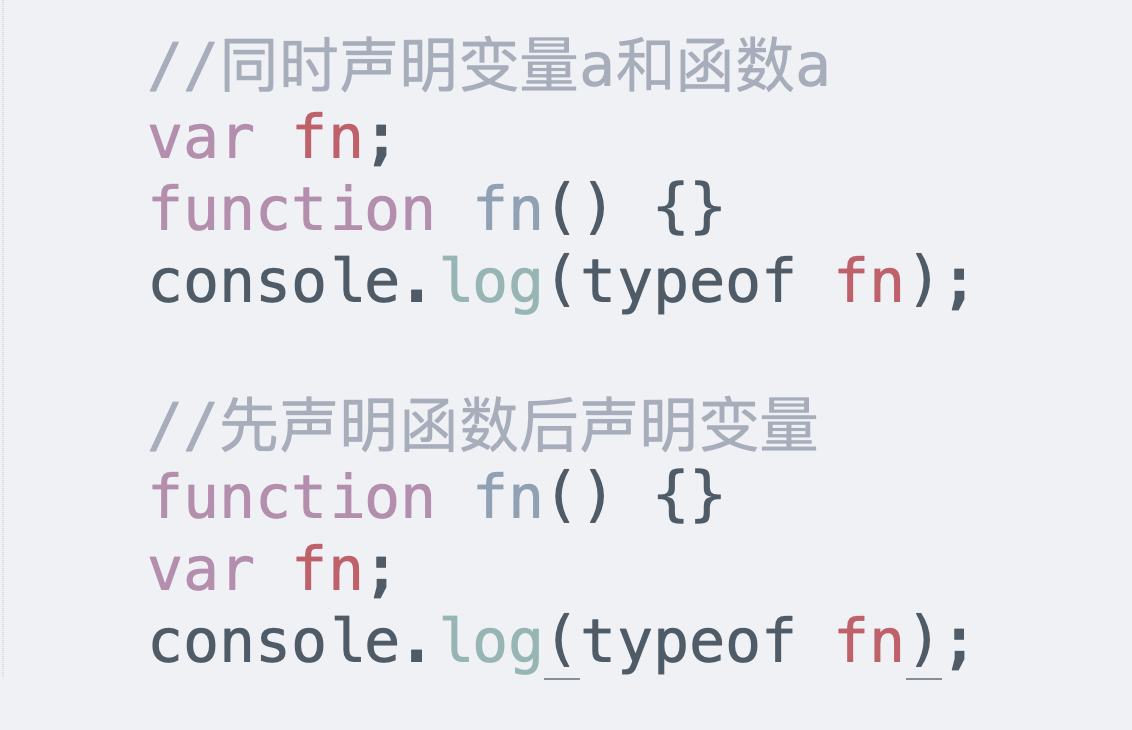 //同时声明变量a和函数a
var fn;
function fn() {}
console.log(typeof fn);
//先声明函数后声明变量
function fn() {}
var fn;
console.log(typeof fn);